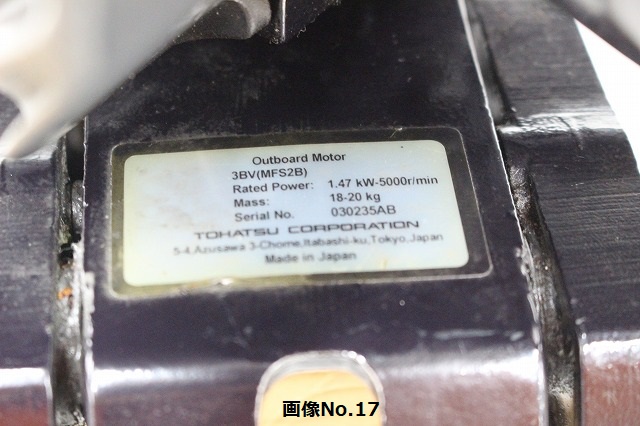 Outboard Motor
3BV(MFS2B)
Rated Power: 1.47 kW-5000r/min
Mass: 18-20 kg
Serial No. 030235AB
TOHATSU CORPORATION
5-4,Azusawa 3-Chome,Itabashi-ku,Tokyo,Japan
Made in Japan
画像No.17